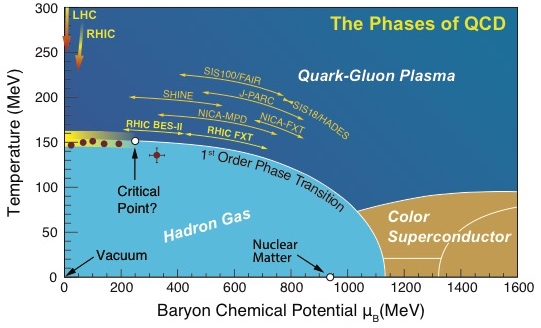 The Phases of QCD
LHC
RHIC
Quark-Gluon Plasma
SIS100/FAIR
J-PARC
SIS18/HADES
SHINE
NICA-MPD
NICA-FXT
RHIC BES-II
RHIC FXT
1st Order Phase Transition
Critical
Point?
Hadron Gas
Color
Superconductor
Vacuum
Nuclear
Matter
Temperature (MeV)
300
250
200
150
100
50
0
0 200 400 600 800 1000 1200 1400 1600
Baryon Chemical Potential μB(MeV)